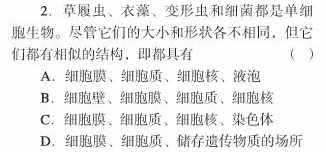 2．草履虫、衣藻、变形虫和细菌都是单细
胞生物。尽管它们的大小和形状各不相同，但它
们都有相似的结构，即都具有（　）
A．细胞膜、细胞质、细胞核、液泡
B．细胞壁、细胞膜、细胞质、细胞核
C．细胞膜、细胞质、细胞核、染色体
D．细胞膜、细胞质、储存遗传物质的场所